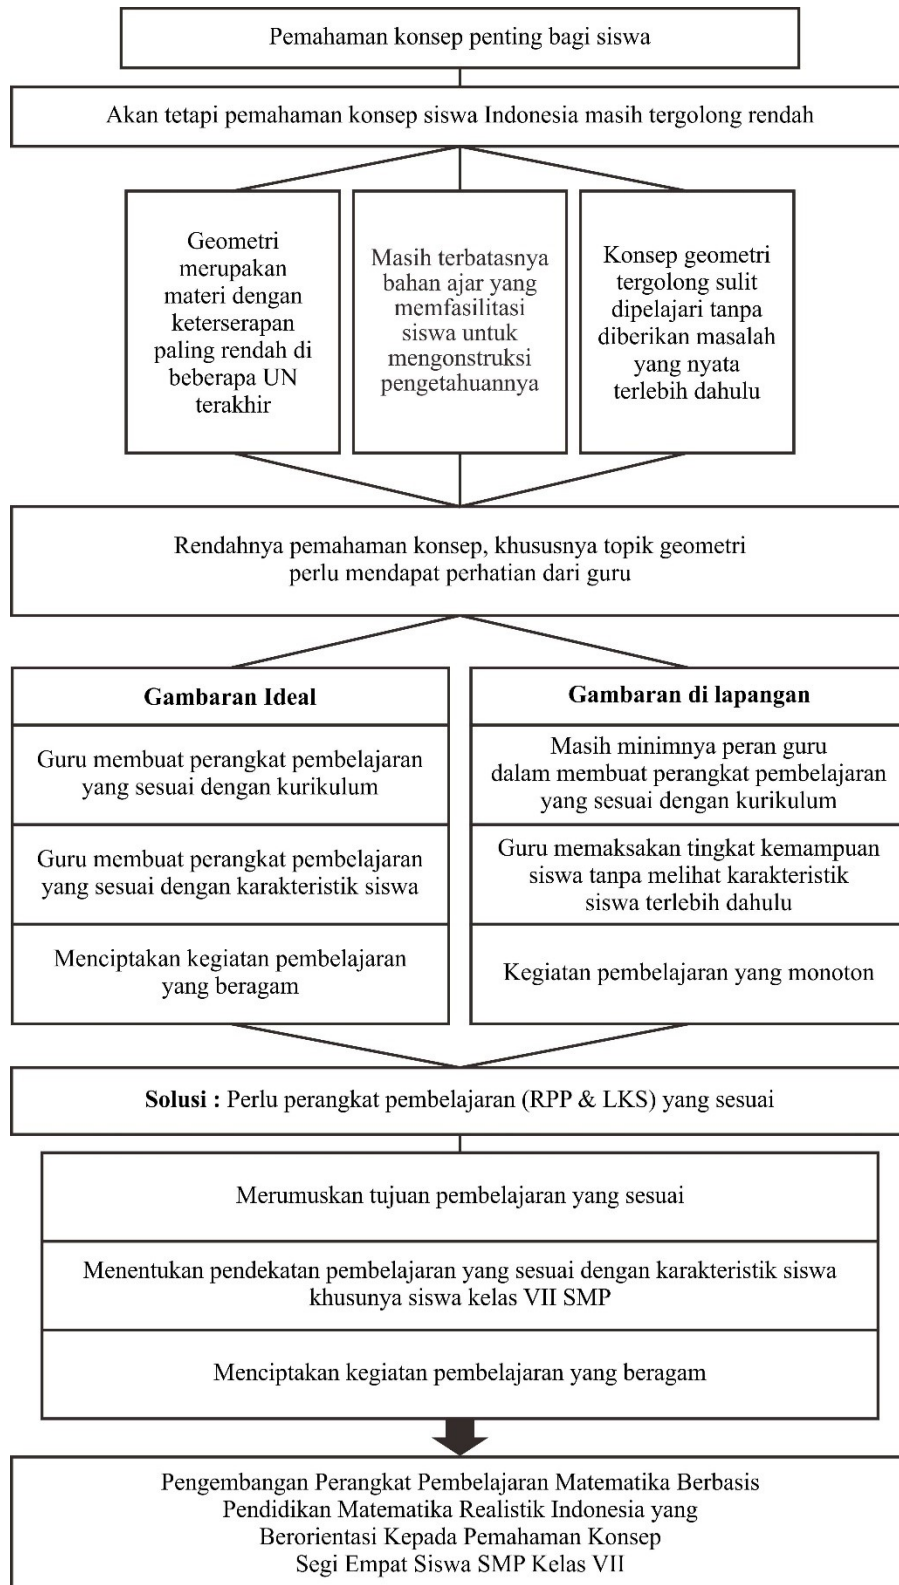 Pemahaman konsep penting bagi siswa
Akan tetapi pemahaman konsep siswa Indonesia masih tergolong rendah
Geometri
merupakan
materi dengan
keterserapan
paling rendah di
beberapa UN
terakhir
Masih terbatasnya
bahan ajar yang
memfasilitasi
siswa untuk
mengonstruksi
pengetahuannya
Konsep geometri
tergolong sulit
dipelajari tanpa
diberikan masalah
yang nyata
terlebih dahulu
Rendahnya pemahaman konsep, khususnya topik geometri
perlu mendapat perhatian dari guru
Gambaran Ideal
Guru membuat perangkat pembelajaran
yang sesuai dengan kurikulum
Guru membuat perangkat pembelajaran
yang sesuai dengan karakteristik siswa
Menciptakan kegiatan pembelajaran
yang beragam
Gambaran di lapangan
Masih minimnya peran guru
dalam membuat perangkat pembelajaran
yang sesuai dengan kurikulum
Guru memaksakan tingkat kemampuan
siswa tanpa melihat karakteristik
siswa terlebih dahulu
Kegiatan pembelajaran yang monoton
Solusi : Perlu perangkat pembelajaran (RPP & LKS) yang sesuai
Merumuskan tujuan pembelajaran yang sesuai
Menentukan pendekatan pembelajaran yang sesuai dengan karakteristik siswa
khusunya siswa kelas VII SMP
Menciptakan kegiatan pembelajaran yang beragam
Pengembangan Perangkat Pembelajaran Matematika Berbasis
Pendidikan Matematika Realistik Indonesia yang
Berorientasi Kepada Pemahaman Konsep
Segi Empat Siswa SMP Kelas VII